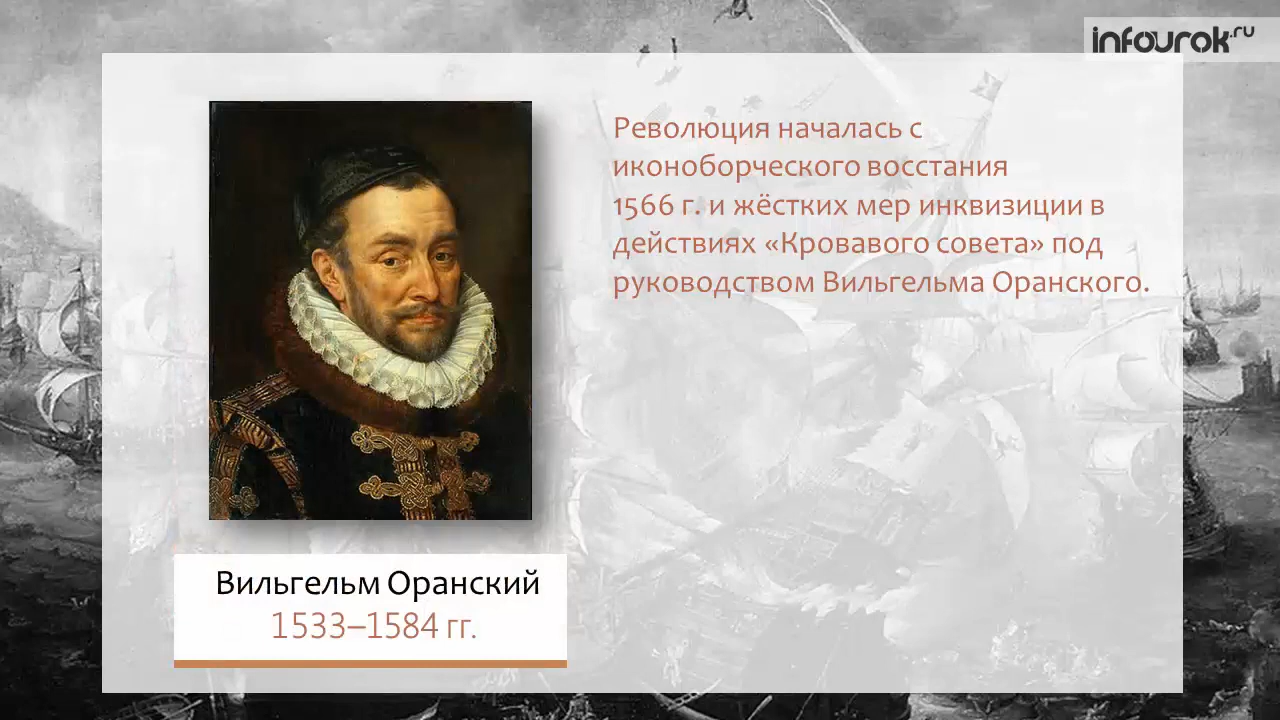 infourok.ru
Революция началась с
иконоборческого восстания
1566 г. и жёстких мер инквизиции в
действиях «Кровавого совета» под
руководством Вильгельма Оранского.
Вильгельм Оранский
1533–1584 гг.